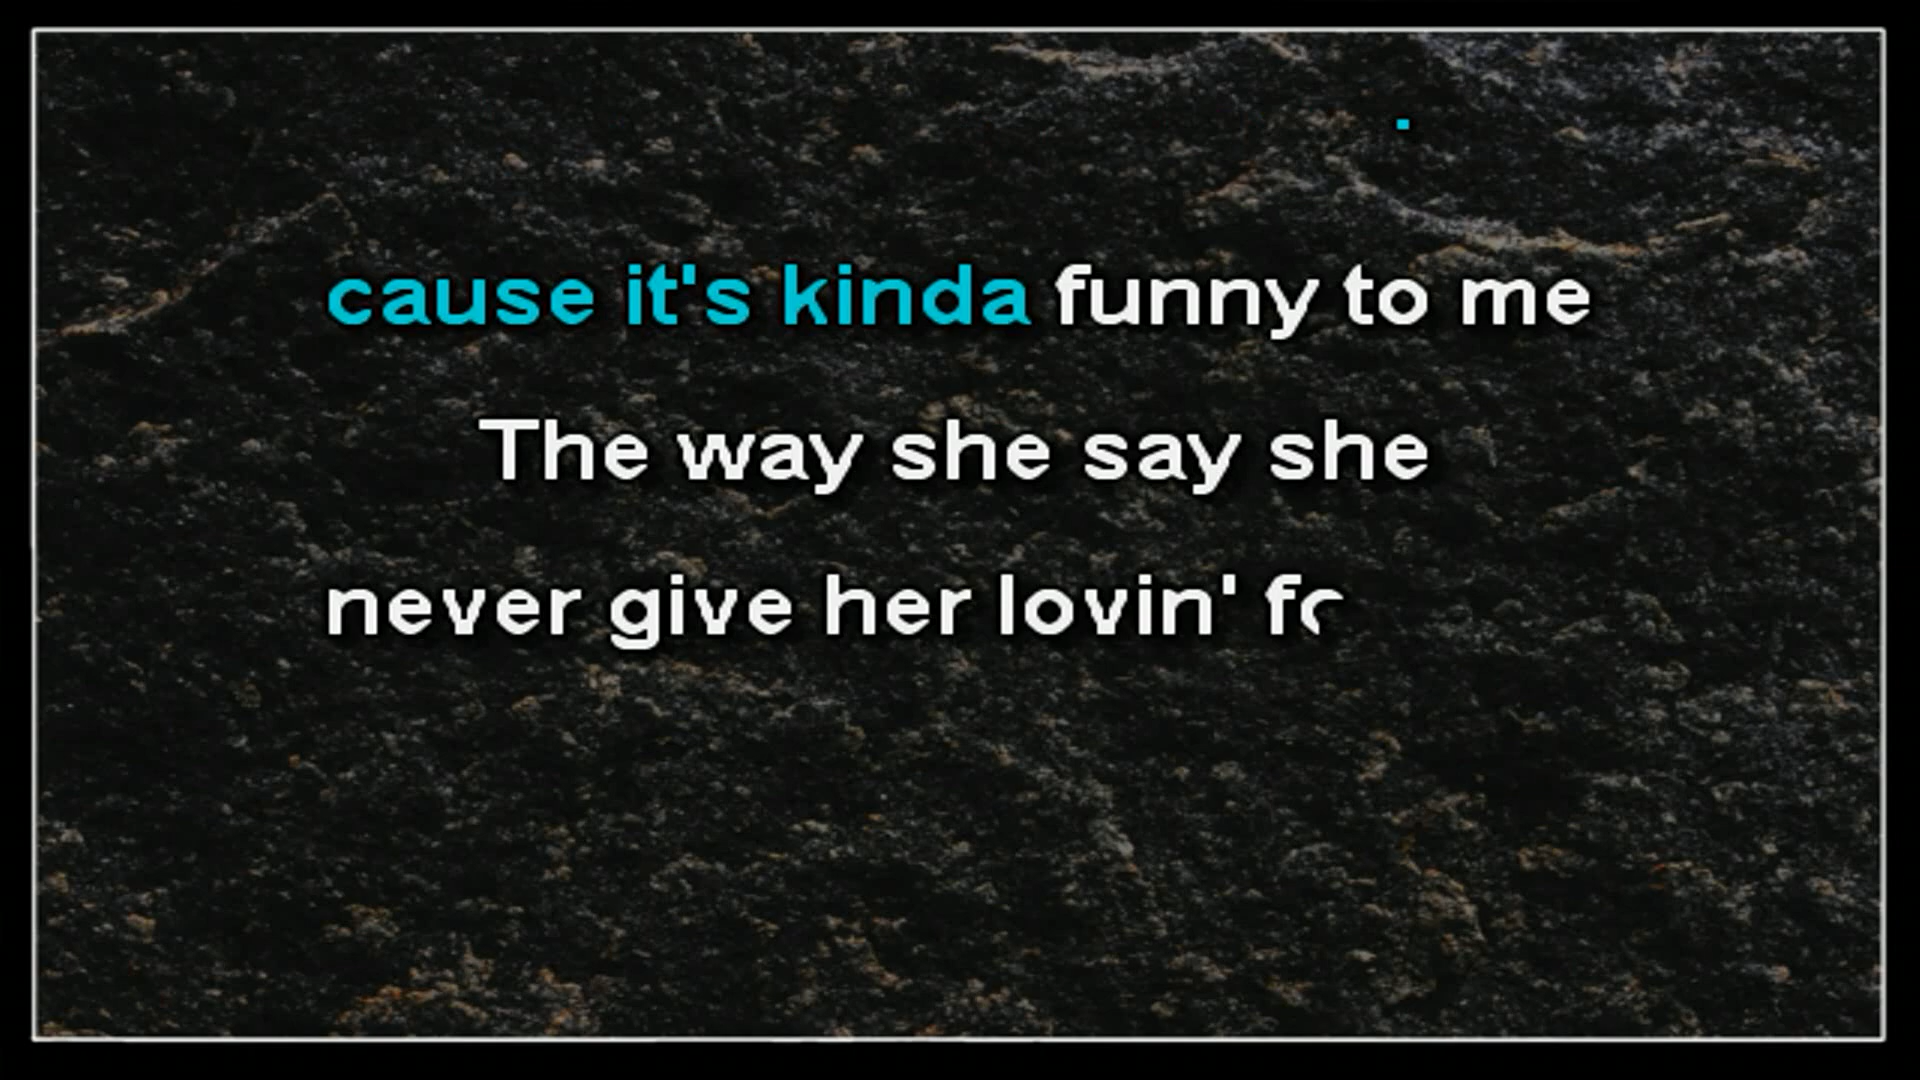 cause it's kinda funny to me
The way she say she
never give her lovin'